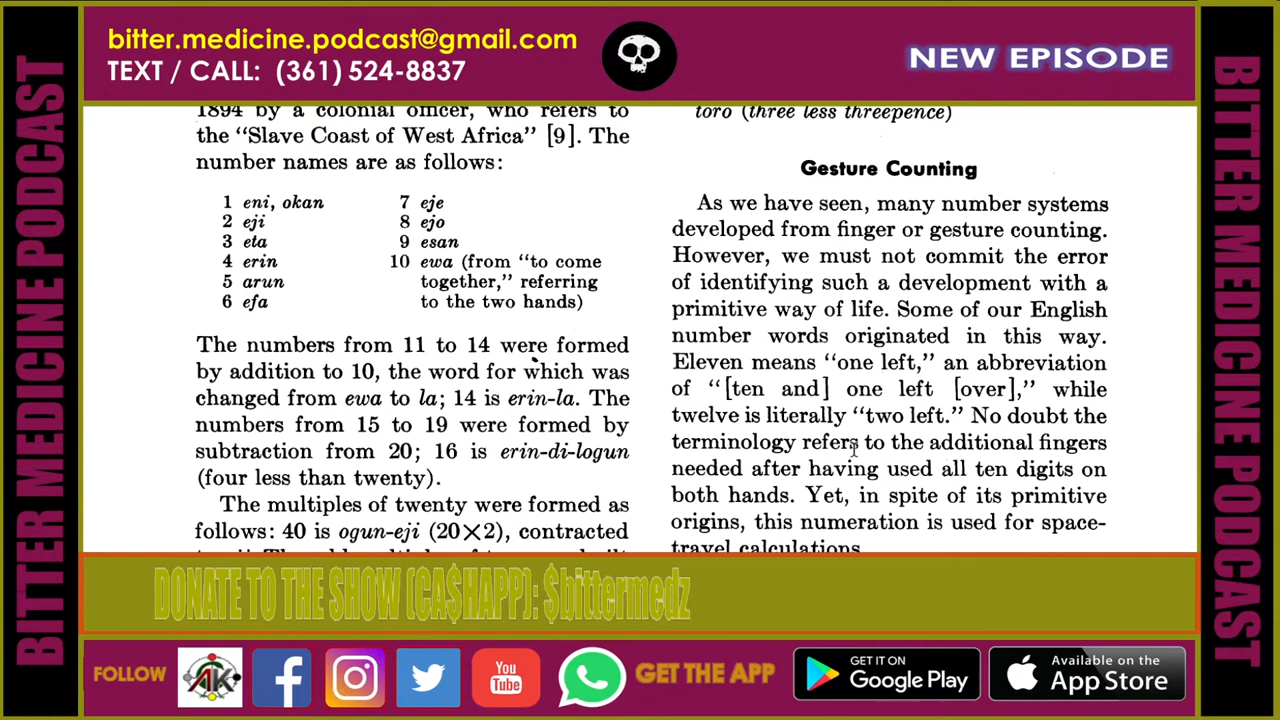 bitter.medicine.podcast@gmail.com
TEXT / CALL: (361) 524-8837
NEW EPISODE
BITTER MEDICINE PODCAST
1894 by a colonial officer, who refers to
the “Slave Coast of West Africa” [9]. The
number names are as follows:
1 eni, okan
2 eji
3 eta
4 erin
5 arun
6 efa
7 eje
8 ejo
9 esan
10 ewa (from “to come
together,” referring
to the two hands)
The numbers from 11 to 14 were formed
by addition to 10, the word for which was
changed from ewa to la; 14 is erin-la. The
numbers from 15 to 19 were formed by
subtraction from 20; 16 is erin-di-logun
(four less than twenty).
The multiples of twenty were formed as
follows: 40 is ogun-eji (20×2), contracted
toro (three less threepence)
Gesture Counting
As we have seen, many number systems
developed from finger or gesture counting.
However, we must not commit the error
of identifying such a development with a
primitive way of life. Some of our English
number words originated in this way.
Eleven means “one left,” an abbreviation
of “[ten and] one left [over],” while
twelve is literally “two left.” No doubt the
terminology refers to the additional fingers
needed after having used all ten digits on
both hands. Yet, in spite of its primitive
origins, this numeration is used for space-
travel calculations.
BITTER MEDICINE PODCAST
DONATE TO THE SHOW (CA$HAPP): $bittermedz
FOLLOW
ATK
You
Tube
GET THE APP
GET IT ON
Google Play
Available on the
App Store